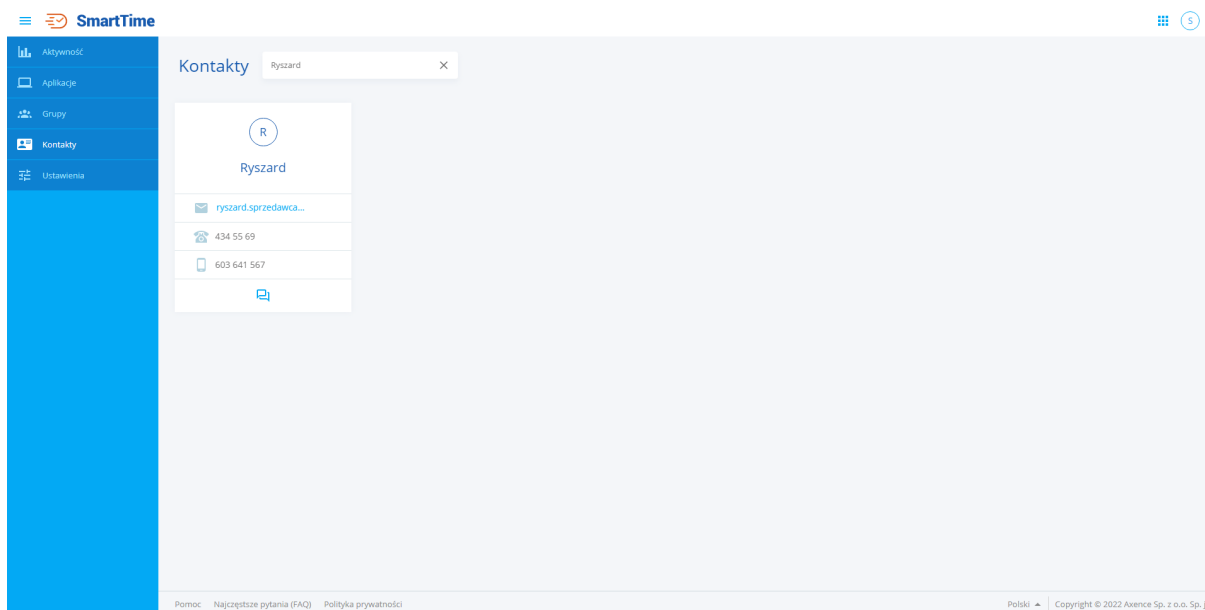 SmartTime
S
Aktywność
Aplikacje
Grupy
Kontakty
Ustawienia
Kontakty
Ryszard
R
Ryszard
ryszard.sprzedawca...
434 55 69
603 641 567
Pomoc Najczęstsze pytania (FAQ) Polityka prywatności
Polski Copyright © 2022 Axence Sp. z o.o. Sp. j